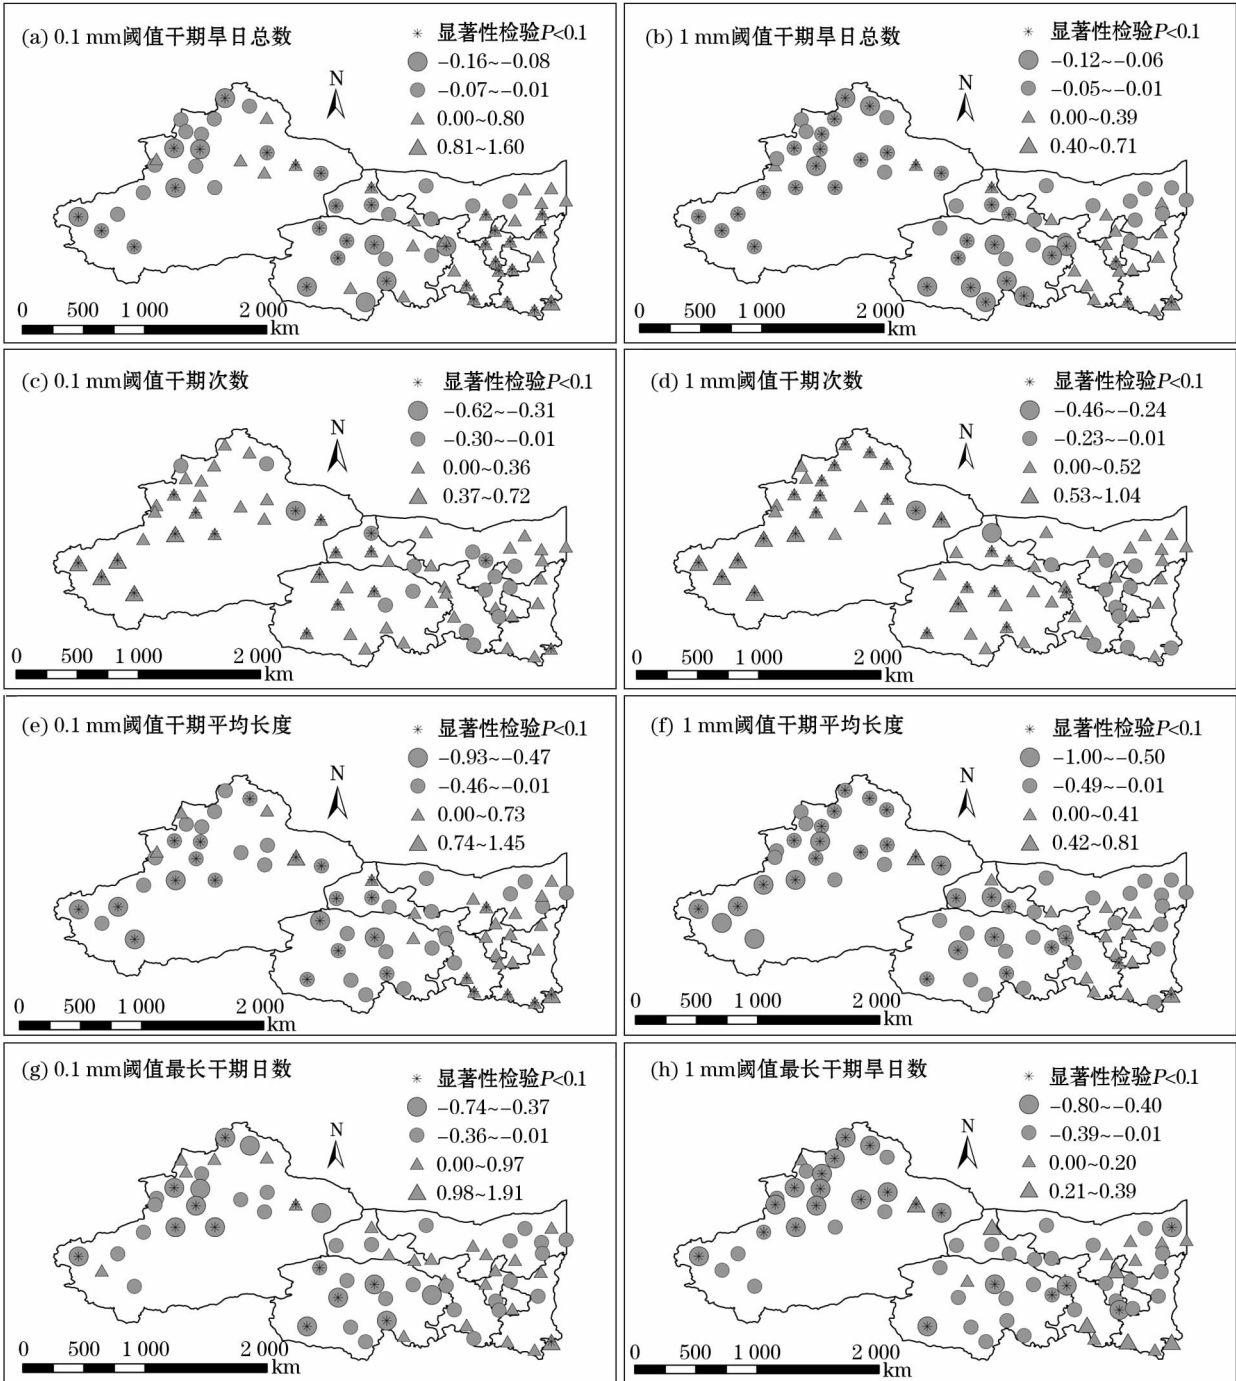 (a) 0.1 mm阈值干期旱日总数
显著性检验P<0.1
−0.16~−0.08
−0.07~−0.01
0.00~0.80
0.81~1.60
N
0 500 1 000 2 000
km
(b) 1 mm阈值干期旱日总数
显著性检验P<0.1
−0.12~−0.06
−0.05~−0.01
0.00~0.39
0.40~0.71
N
0 500 1 000 2 000
km
(c) 0.1 mm阈值干期次数
显著性检验P<0.1
−0.62~−0.31
−0.30~−0.01
0.00~0.36
0.37~0.72
N
0 500 1 000 2 000
km
(d) 1 mm阈值干期次数
显著性检验P<0.1
−0.46~−0.24
−0.23~−0.01
0.00~0.52
0.53~1.04
N
0 500 1 000 2 000
km
(e) 0.1 mm阈值干期平均长度
显著性检验P<0.1
−0.93~−0.47
−0.46~−0.01
0.00~0.73
0.74~1.45
N
0 500 1 000 2 000
km
(f) 1 mm阈值干期平均长度
显著性检验P<0.1
−1.00~−0.50
−0.49~−0.01
0.00~0.41
0.42~0.81
N
0 500 1 000 2 000
km
(g) 0.1 mm阈值最长干期日数
显著性检验P<0.1
−0.74~−0.37
−0.36~−0.01
0.00~0.97
0.98~1.91
N
0 500 1 000 2 000
km
(h) 1 mm阈值最长干期旱日数
显著性检验P<0.1
−0.80~−0.40
−0.39~−0.01
0.00~0.20
0.21~0.39
N
0 500 1 000 2 000
km